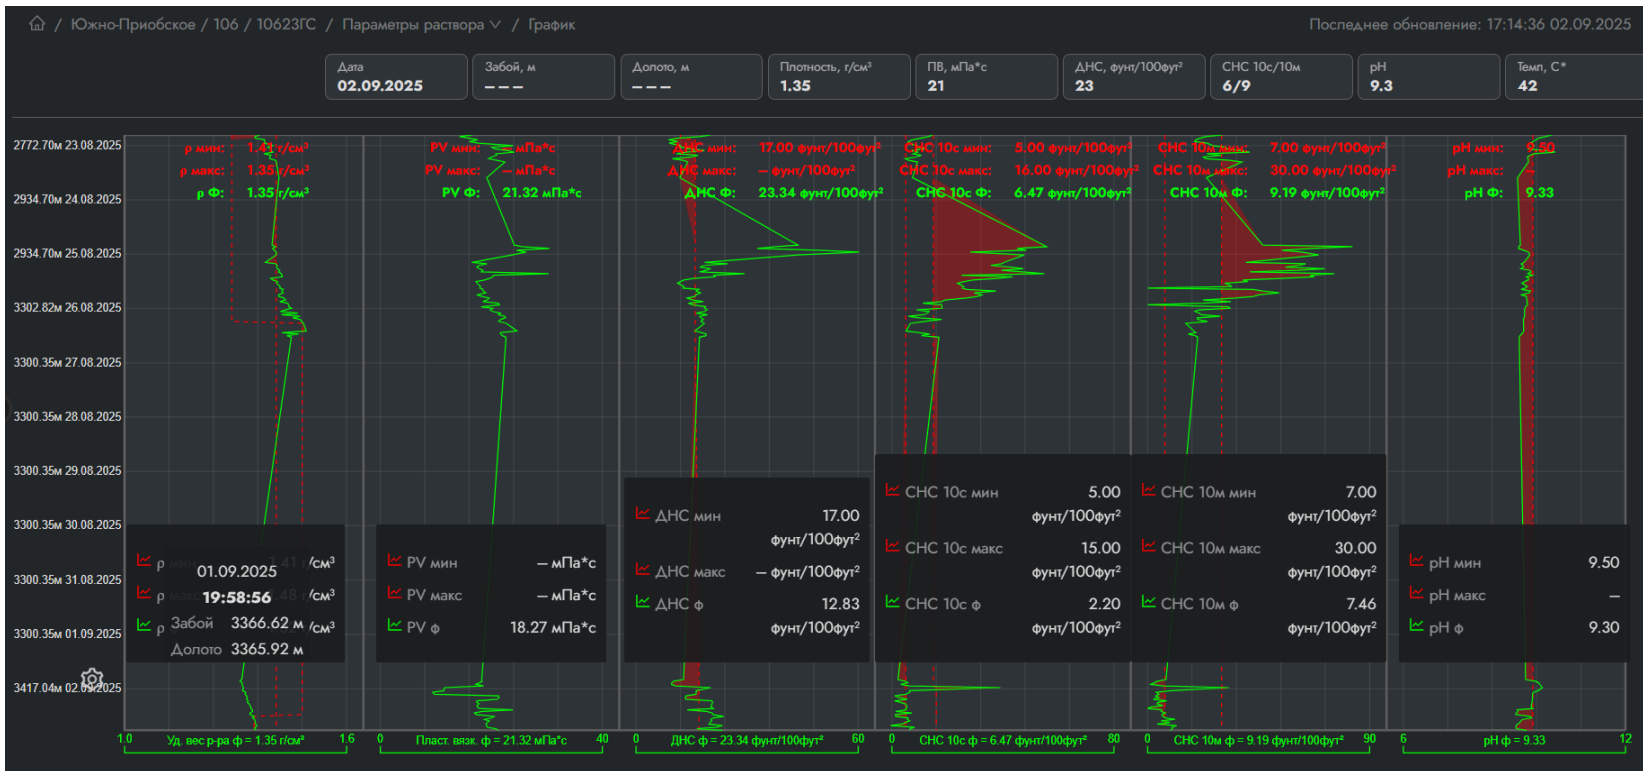 Южно-Приобское / 106 / 10623ГС / Параметры раствора / График
Последнее обновление: 17:14:36 02.09.2025
Дата
02.09.2025
Забой, м
– – –
Долото, м
– – –
Плотность, г/см³
1.35
ПВ, мПа*с
21
ДНС, фунт/100фут²
23
СНС 10с/10м
6/9
pH
9.3
Темп, С°
42
2772.70м 23.08.2025
2934.70м 24.08.2025
2934.70м 25.08.2025
3302.82м 26.08.2025
3300.35м 27.08.2025
3300.35м 28.08.2025
3300.35м 29.08.2025
3300.35м 30.08.2025
3300.35м 31.08.2025
3300.35м 01.09.2025
3417.04м 02.09.2025
ρ мин: г/см³
ρ макс: 1.35 г/см³
ρ Ф: 1.35 г/см³
PV мин: – мПа*с
PV макс: – мПа*с
PV Ф: 21.32 мПа*с
ДНС мин: 17.00 фунт/100фут²
ДНС макс: – фунт/100фут²
ДНС Ф: 23.34 фунт/100фут²
СНС 10с мин: 5.00 фунт/100фут²
СНС 10с макс: 16.00 фунт/100фут²
СНС 10с Ф: 6.47 фунт/100фут²
СНС 10м мин: 7.00 фунт/100фут²
СНС 10м макс: 30.00 фунт/100фут²
СНС 10м Ф: 9.19 фунт/100фут²
pH мин: 9.50
pH макс: –
pH Ф: 9.33
ρ мин 1.41 г/см³
ρ макс 1.48 г/см³
ρ /см³
01.09.2025
19:58:56
Забой 3366.62 м
Долото 3365.92 м
PV мин – мПа*с
PV макс – мПа*с
PV ф 18.27 мПа*с
ДНС мин 17.00
фунт/100фут²
ДНС макс – фунт/100фут²
ДНС ф 12.83
фунт/100фут²
СНС 10с мин 5.00
фунт/100фут²
СНС 10с макс 15.00
фунт/100фут²
СНС 10с ф 2.20
фунт/100фут²
СНС 10м мин 7.00
фунт/100фут²
СНС 10м макс 30.00
фунт/100фут²
СНС 10м ф 7.46
фунт/100фут²
pH мин 9.50
pH макс –
pH ф 9.30
1.0 Уд. вес р-ра ф = 1.35 г/см³ 1.6
0 Пласт. вязк. ф = 21.32 мПа*с 40
0 ДНС ф = 23.34 фунт/100фут² 60
0 СНС 10с ф = 6.47 фунт/100фут² 80
0 СНС 10м ф = 9.19 фунт/100фут² 90
6 pH ф = 9.33 12